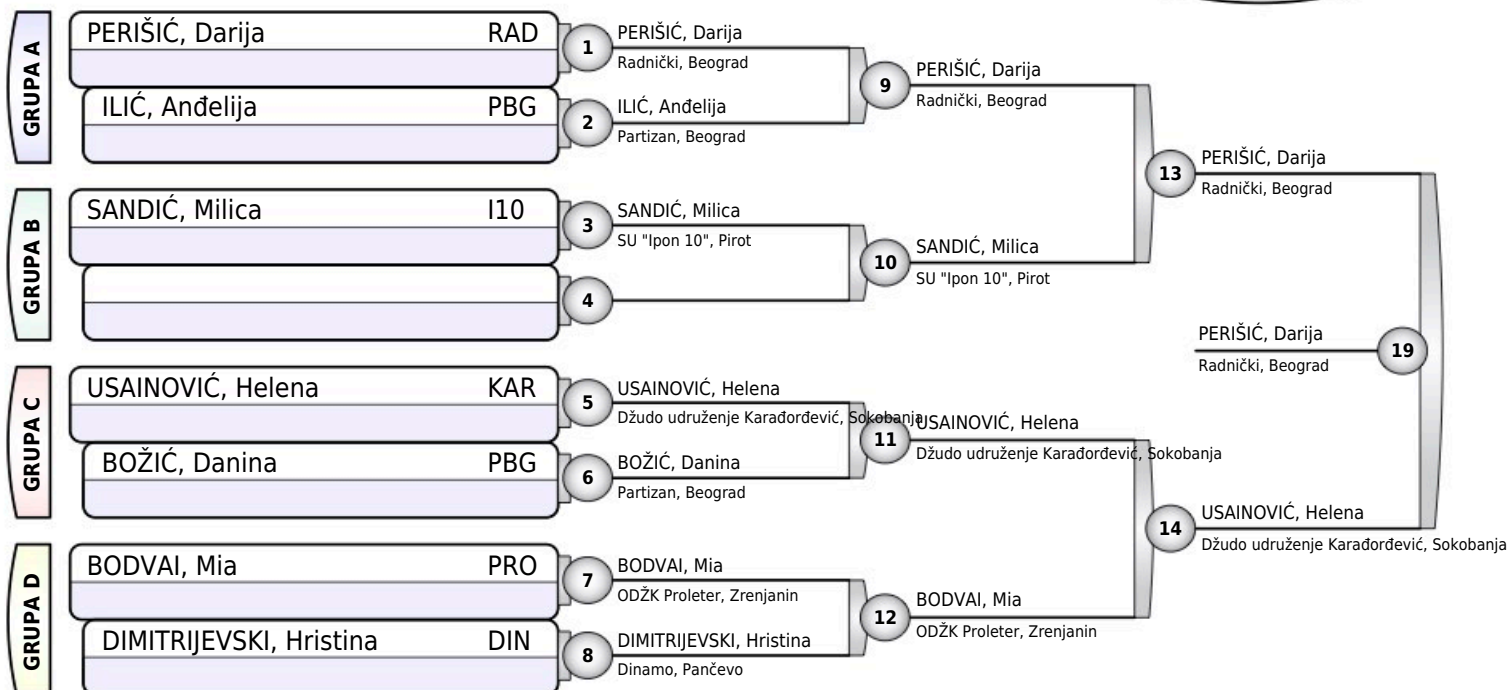 GRUPA A
PERIŠIĆ, Darija RAD
ILIĆ, Anđelija PBG
GRUPA B
SANDIĆ, Milica I10
GRUPA C
USAINOVIĆ, Helena KAR
BOŽIĆ, Danina PBG
GRUPA D
BODVAI, Mia PRO
DIMITRIJEVSKI, Hristina DIN
1
PERIŠIĆ, Darija
Radnički, Beograd
2
ILIĆ, Anđelija
Partizan, Beograd
3
SANDIĆ, Milica
SU "Ipon 10", Pirot
4
5
USAINOVIĆ, Helena
Džudo udruženje Karađorđević, Sokobanja
6
BOŽIĆ, Danina
Partizan, Beograd
7
BODVAI, Mia
ODŽK Proleter, Zrenjanin
8
DIMITRIJEVSKI, Hristina
Dinamo, Pančevo
9
PERIŠIĆ, Darija
Radnički, Beograd
10
SANDIĆ, Milica
SU "Ipon 10", Pirot
11
USAINOVIĆ, Helena
Džudo udruženje Karađorđević, Sokobanja
12
BODVAI, Mia
ODŽK Proleter, Zrenjanin
13
PERIŠIĆ, Darija
Radnički, Beograd
14
USAINOVIĆ, Helena
Džudo udruženje Karađorđević, Sokobanja
PERIŠIĆ, Darija
Radnički, Beograd
19